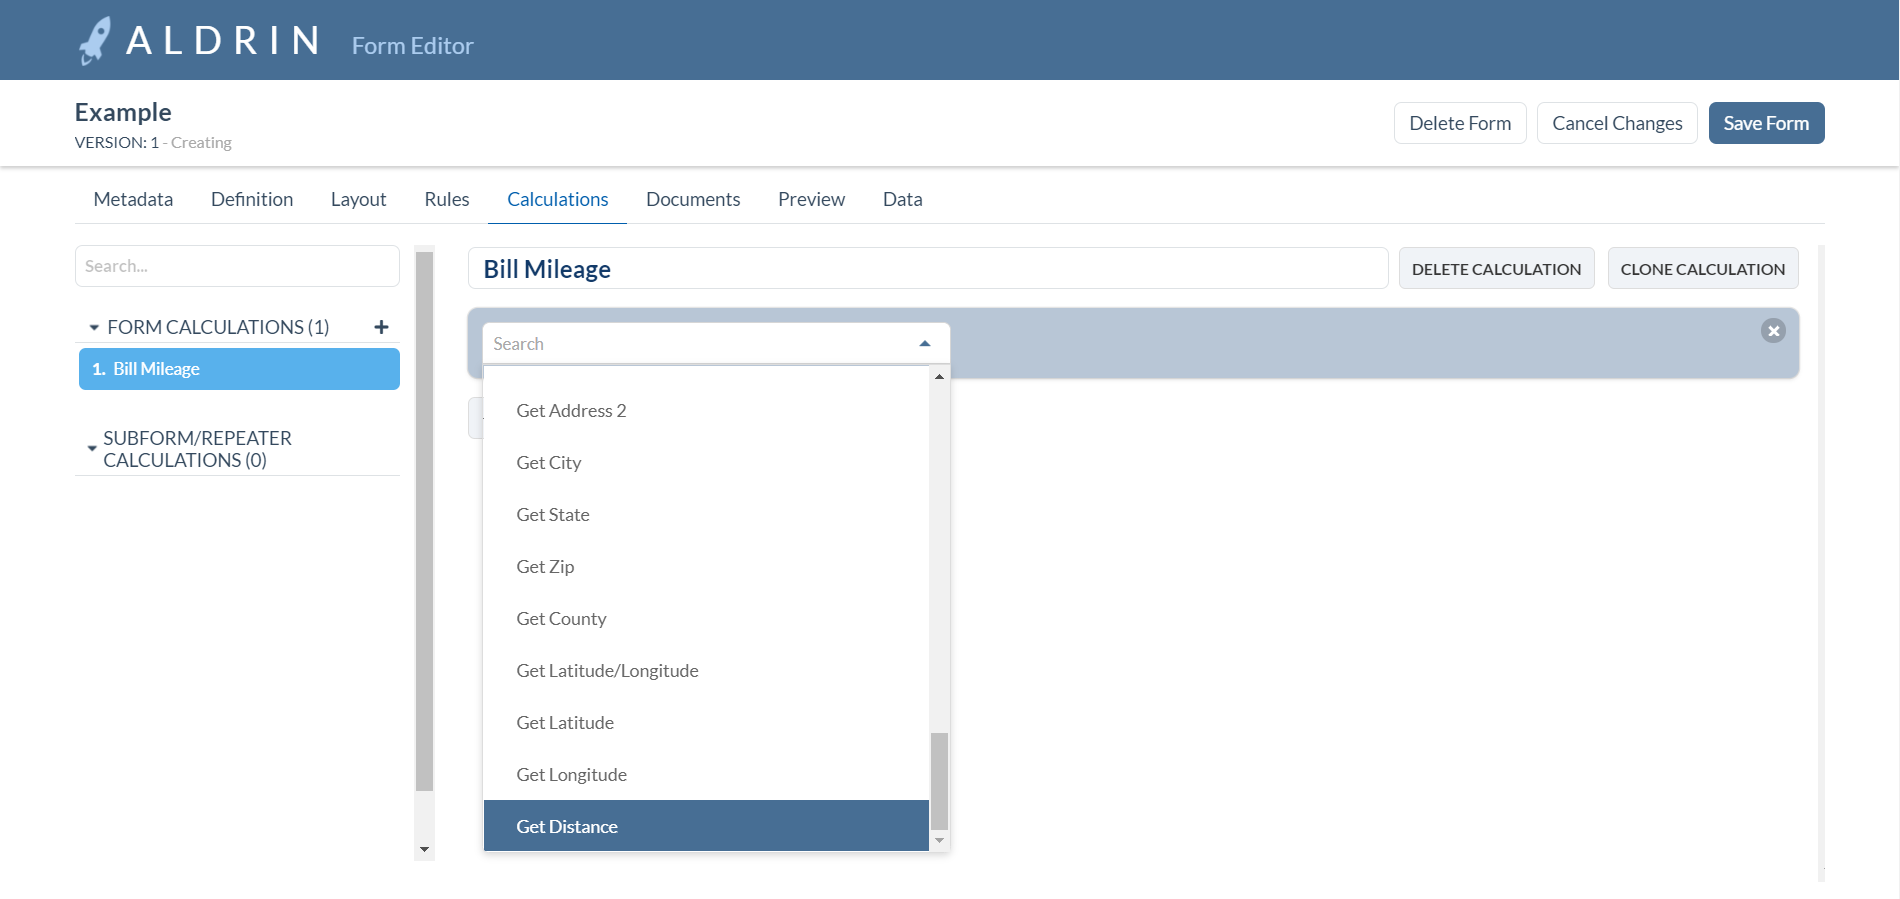 ALDRIN Form Editor
Example
VERSION: 1 - Creating
Delete Form
Cancel Changes
Save Form
Metadata
Definition
Layout
Rules
Calculations
Documents
Preview
Data
Search...
FORM CALCULATIONS (1)
1. Bill Mileage
SUBFORM/REPEATER
CALCULATIONS (0)
Bill Mileage
DELETE CALCULATION
CLONE CALCULATION
Search
Get Address 2
Get City
Get State
Get Zip
Get County
Get Latitude/Longitude
Get Latitude
Get Longitude
Get Distance